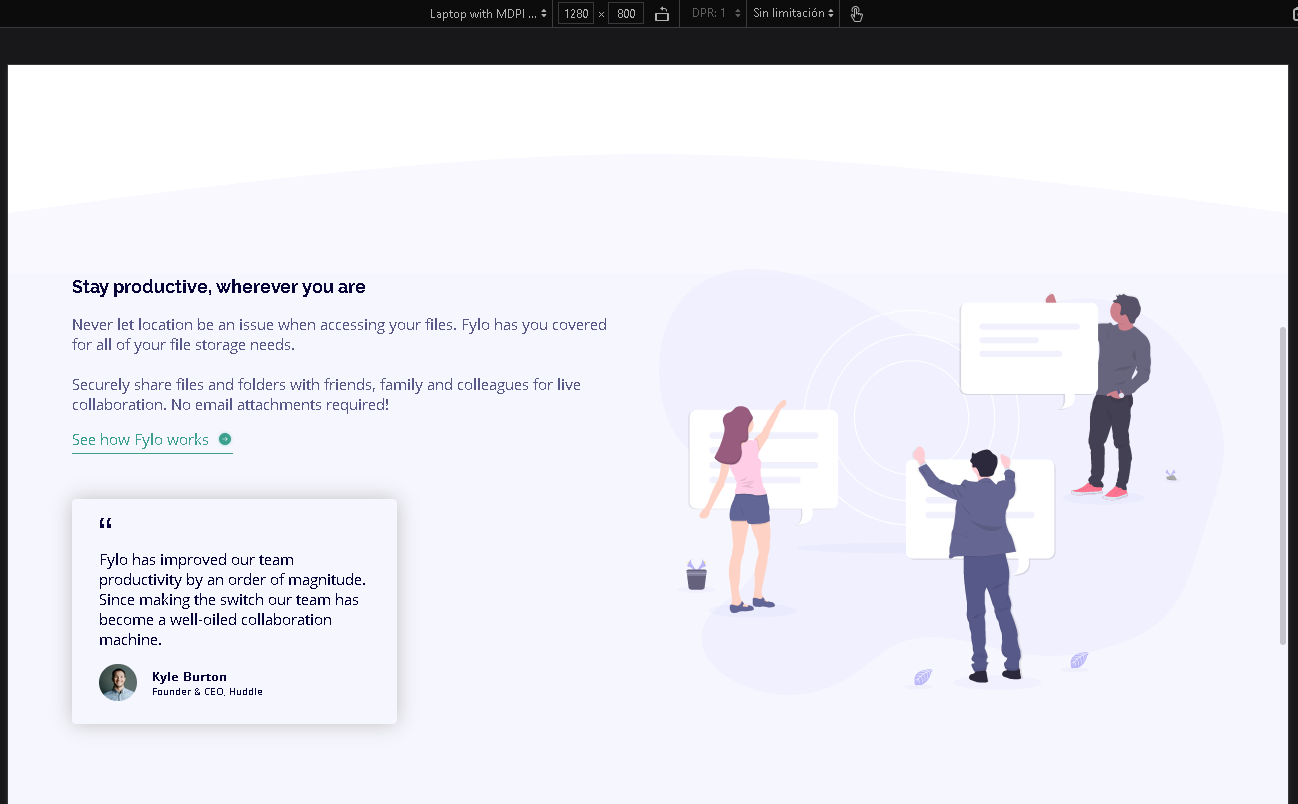 Laptop with MDPI ... 1280 × 800 DPR: 1 Sin limitación
Stay productive, wherever you are
Never let location be an issue when accessing your files. Fylo has you covered
for all of your file storage needs.
Securely share files and folders with friends, family and colleagues for live
collaboration. No email attachments required!
See how Fylo works
“
Fylo has improved our team
productivity by an order of magnitude.
Since making the switch our team has
become a well-oiled collaboration
machine.
Kyle Burton
Founder & CEO, Huddle